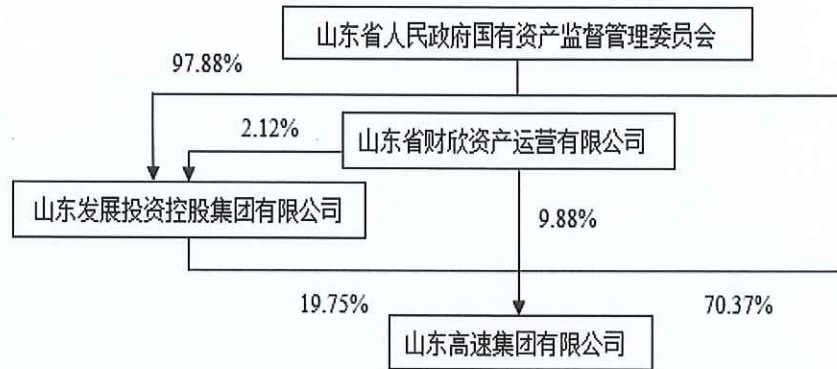 山东省人民政府国有资产监督管理委员会
97.88%
2.12%
山东省财欣资产运营有限公司
山东发展投资控股集团有限公司
9.88%
19.75%
70.37%
山东高速集团有限公司